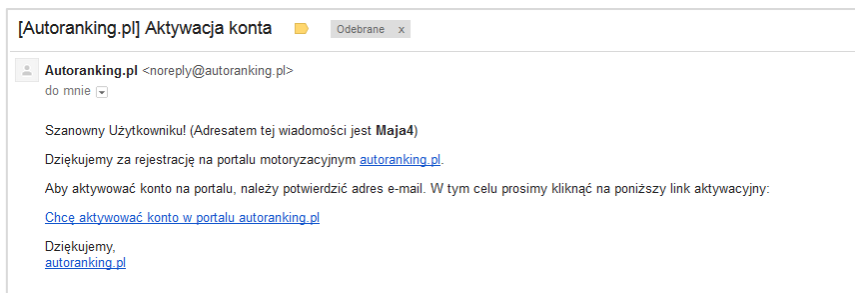 [Autoranking.pl] Aktywacja konta Odebrane x
Autoranking.pl <noreply@autoranking.pl>
do mnie
Szanowny Użytkowniku! (Adresatem tej wiadomości jest Maja4)
Dziękujemy za rejestrację na portalu motoryzacyjnym autoranking.pl.
Aby aktywować konto na portalu, należy potwierdzić adres e-mail. W tym celu prosimy kliknąć na poniższy link aktywacyjny:
Chcę aktywować konto w portalu autoranking.pl
Dziękujemy,
autoranking.pl